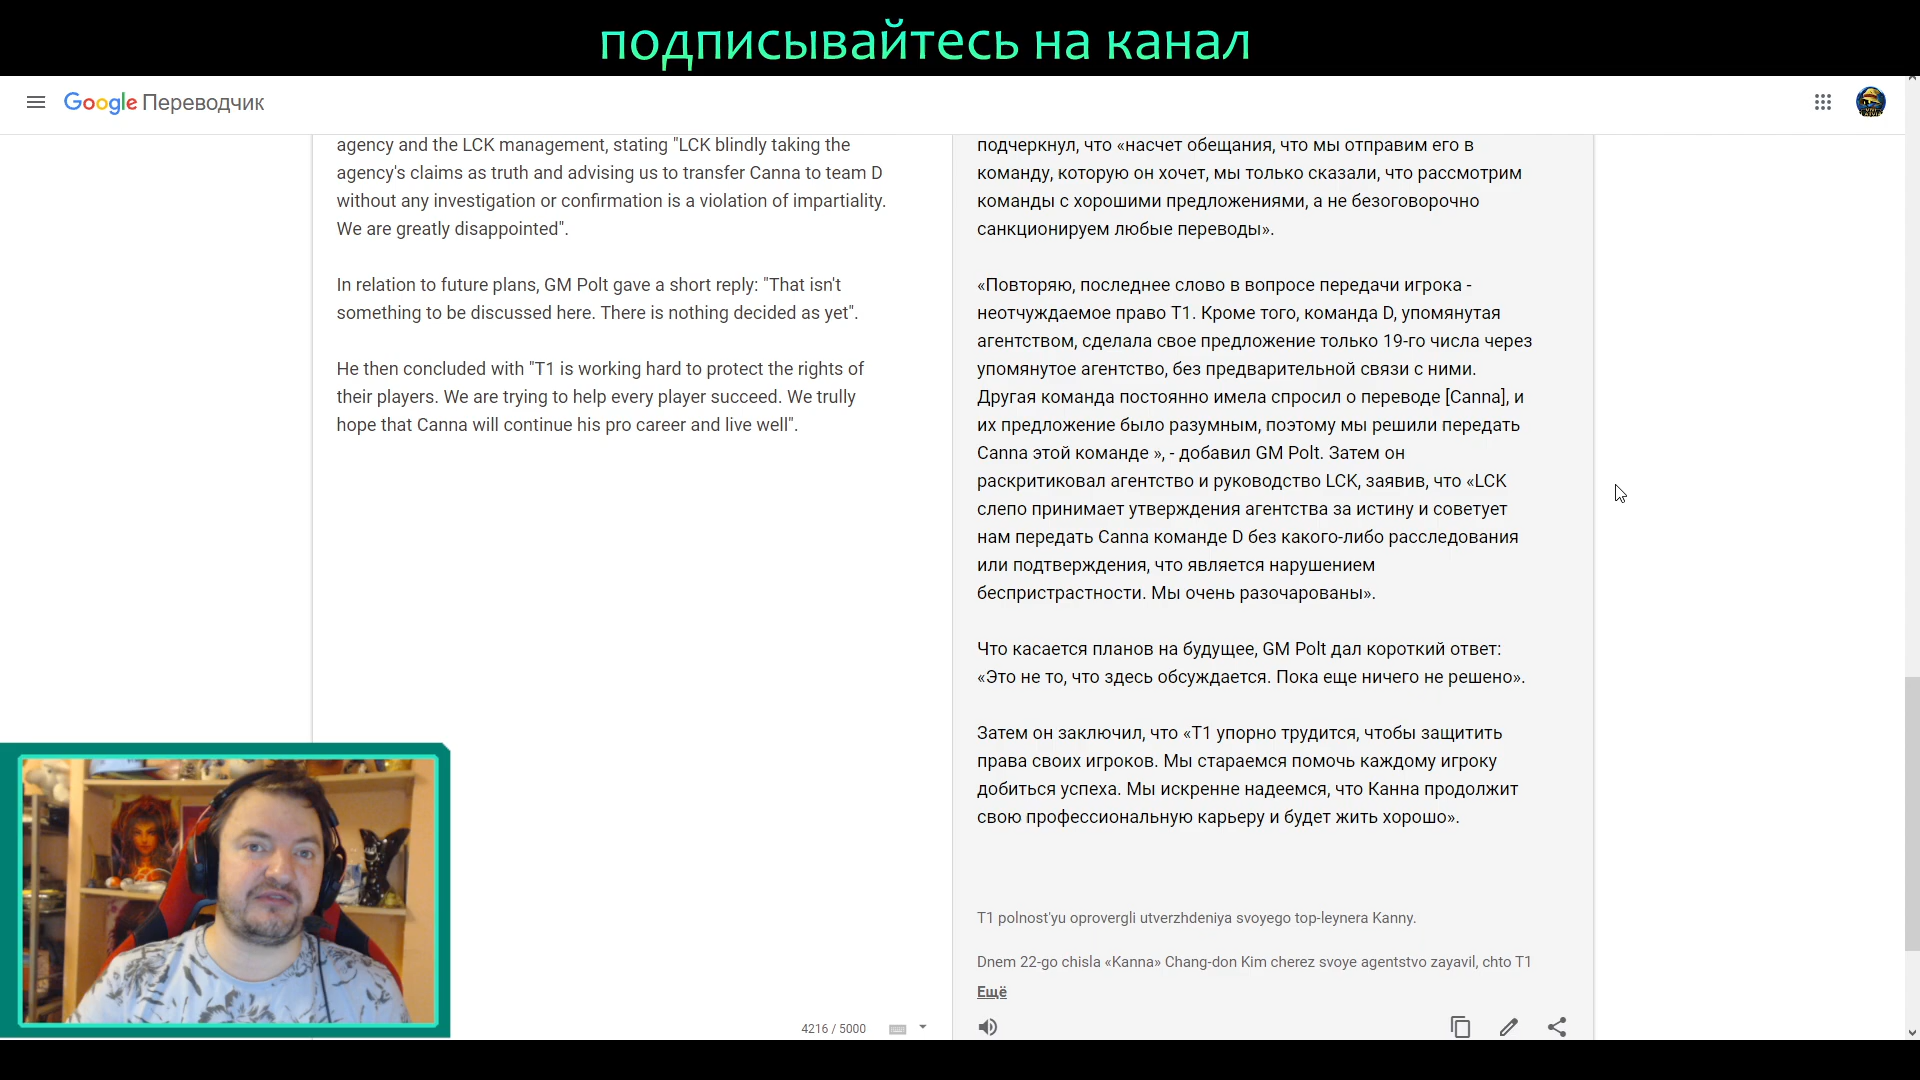 подписывайтесь на канал
Google Переводчик
agency and the LCK management, stating "LCK blindly taking the
agency's claims as truth and advising us to transfer Canna to team D
without any investigation or confirmation is a violation of impartiality.
We are greatly disappointed".
In relation to future plans, GM Polt gave a short reply: "That isn't
something to be discussed here. There is nothing decided as yet".
He then concluded with "T1 is working hard to protect the rights of
their players. We are trying to help every player succeed. We trully
hope that Canna will continue his pro career and live well".
4216 / 5000
подчеркнул, что «насчет обещания, что мы отправим его в
команду, которую он хочет, мы только сказали, что рассмотрим
команды с хорошими предложениями, а не безоговорочно
санкционируем любые переводы».
«Повторяю, последнее слово в вопросе передачи игрока -
неотчуждаемое право T1. Кроме того, команда D, упомянутая
агентством, сделала свое предложение только 19-го числа через
упомянутое агентство, без предварительной связи с ними.
Другая команда постоянно имела спросил о переводе [Canna], и
их предложение было разумным, поэтому мы решили передать
Canna этой команде », - добавил GM Polt. Затем он
раскритиковал агентство и руководство LCK, заявив, что «LCK
слепо принимает утверждения агентства за истину и советует
нам передать Canna команде D без какого-либо расследования
или подтверждения, что является нарушением
беспристрастности. Мы очень разочарованы».
Что касается планов на будущее, GM Polt дал короткий ответ:
«Это не то, что здесь обсуждается. Пока еще ничего не решено».
Затем он заключил, что «T1 упорно трудится, чтобы защитить
права своих игроков. Мы стараемся помочь каждому игроку
добиться успеха. Мы искренне надеемся, что Канна продолжит
свою профессиональную карьеру и будет жить хорошо».
T1 polnost'yu oprovergli utverzhdeniya svoyego top-leynera Kanny.
Dnem 22-go chisla «Kanna» Chang-don Kim cherez svoye agentstvo zayavil, chto T1
Ещё